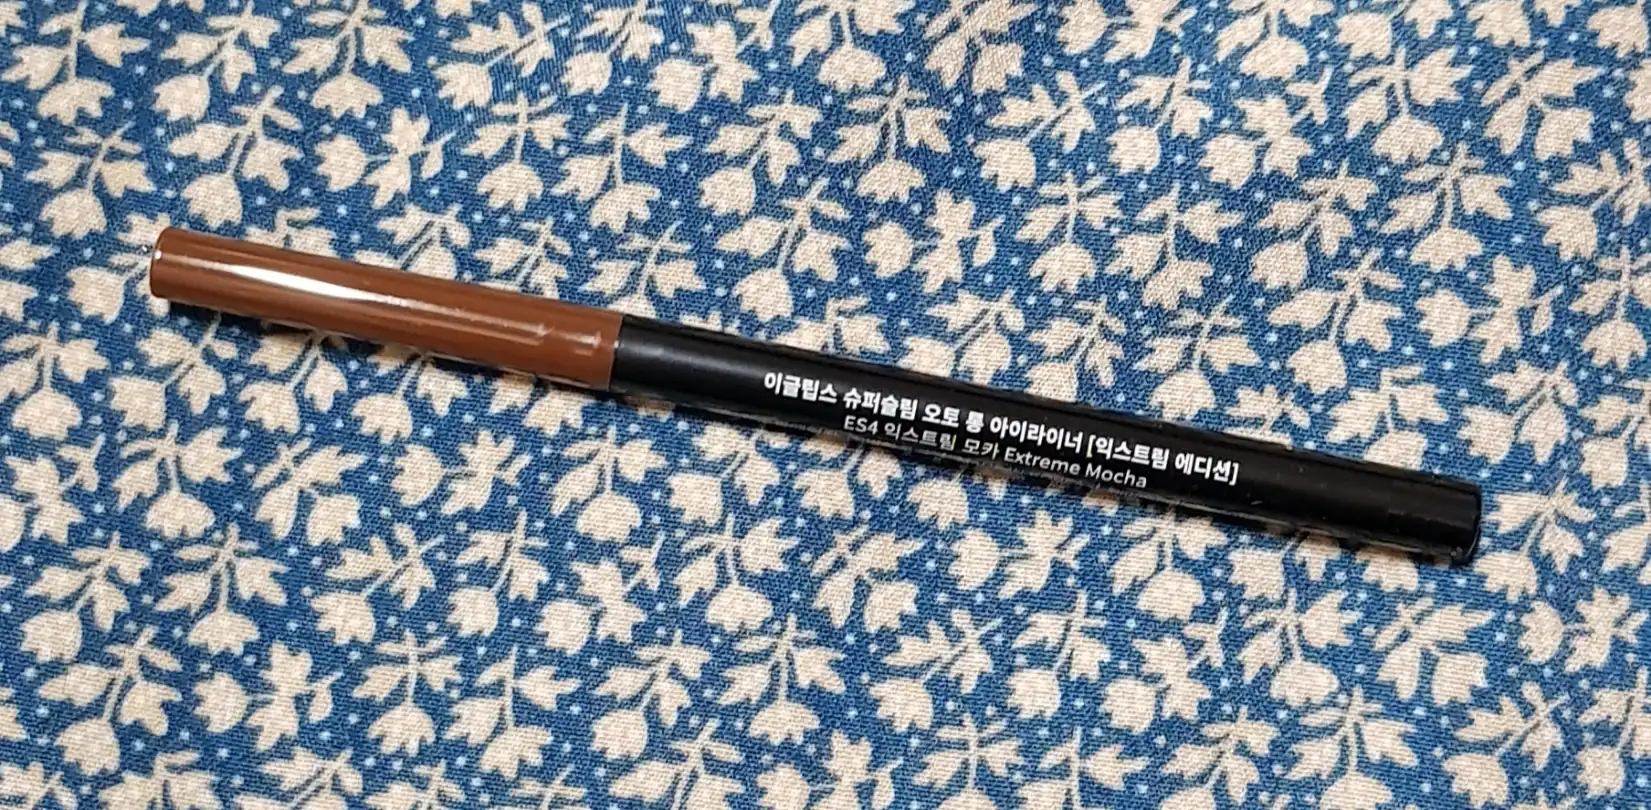 이글립스 슈퍼슬림 오토 롱 아이라이너 [익스트림 에디션]
ES4 익스트림 모카 Extreme Mocha